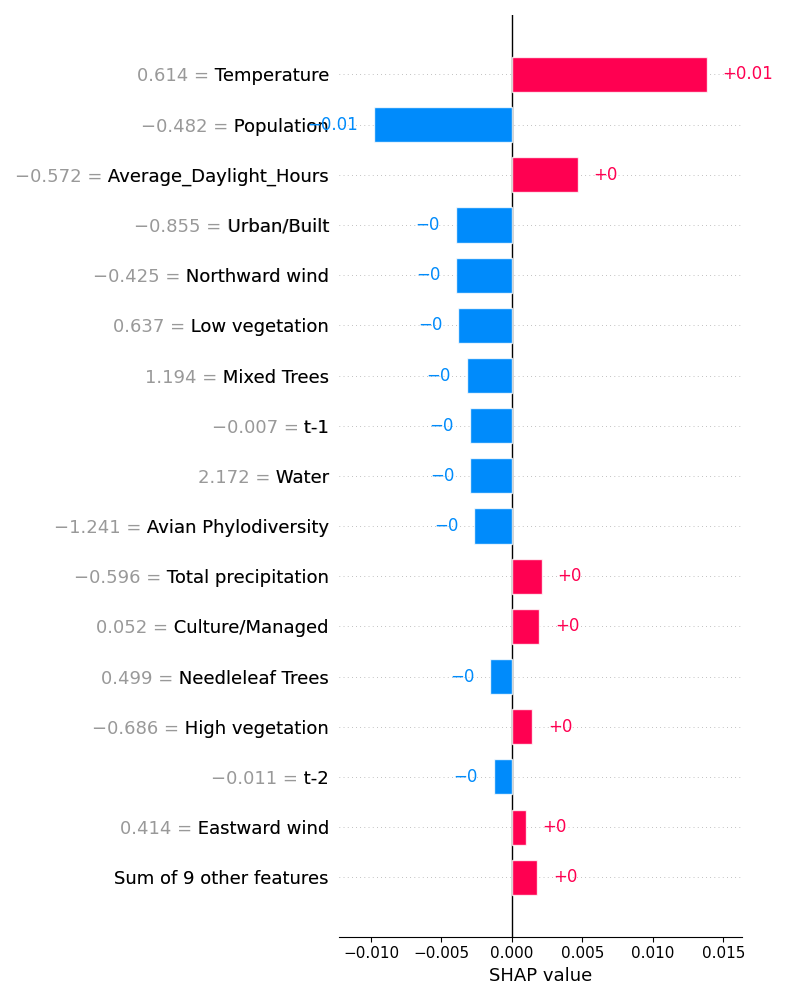 0.614 = Temperature +0.01
−0.482 = Population −0.01
−0.572 = Average_Daylight_Hours +0
−0.855 = Urban/Built −0
−0.425 = Northward wind −0
0.637 = Low vegetation −0
1.194 = Mixed Trees −0
−0.007 = t-1 −0
2.172 = Water −0
−1.241 = Avian Phylodiversity −0
−0.596 = Total precipitation +0
0.052 = Culture/Managed +0
0.499 = Needleleaf Trees −0
−0.686 = High vegetation +0
−0.011 = t-2 −0
0.414 = Eastward wind +0
Sum of 9 other features +0
−0.010 −0.005 0.000 0.005 0.010 0.015
SHAP value